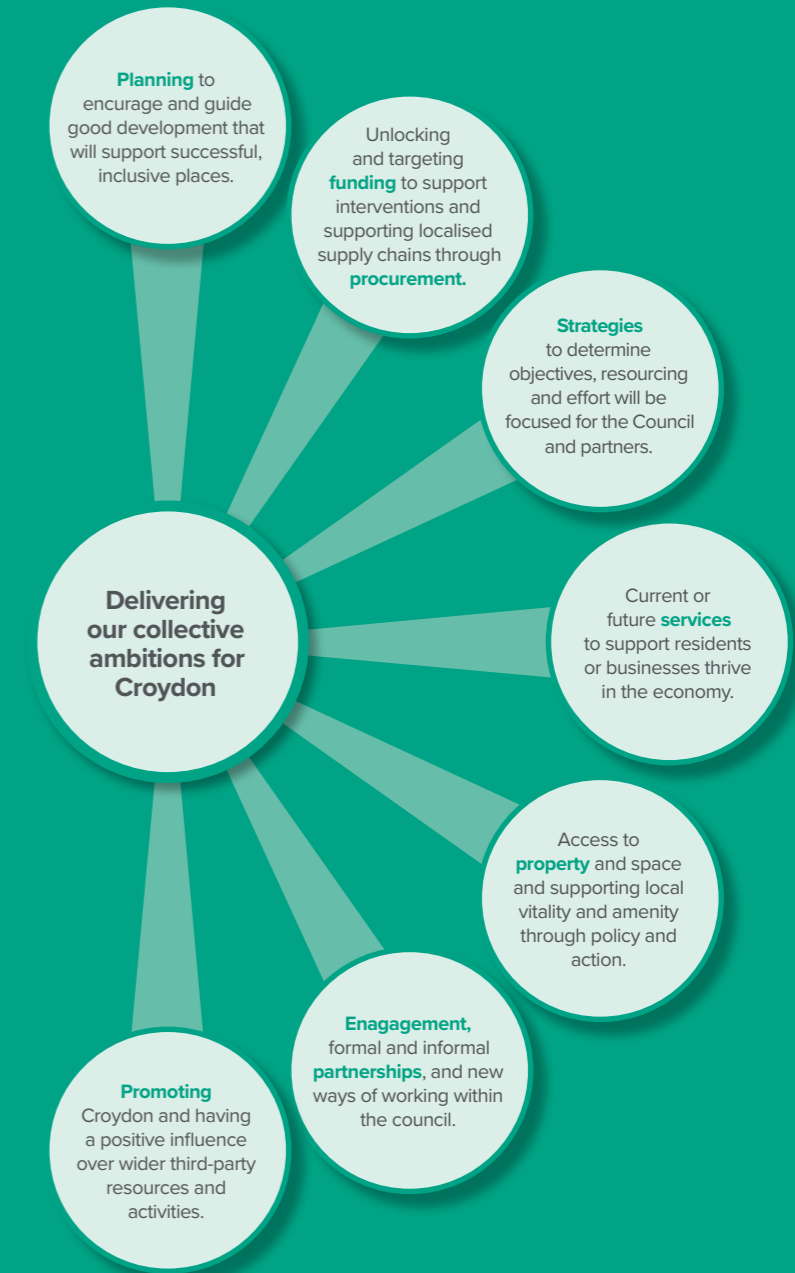 Planning to
encurage and guide
good development that
will support successful,
inclusive places.
Unlocking
and targeting
funding to support
interventions and
supporting localised
supply chains through
procurement.
Strategies
to determine
objectives, resourcing
and effort will be
focused for the Council
and partners.
Delivering
our collective
ambitions for
Croydon
Current or
future services
to support residents
or businesses thrive
in the economy.
Access to
property and space
and supporting local
vitality and amenity
through policy and
action.
Enagagement,
formal and informal
partnerships, and new
ways of working within
the council.
Promoting
Croydon and having
a positive influence
over wider third-party
resources and
activities.